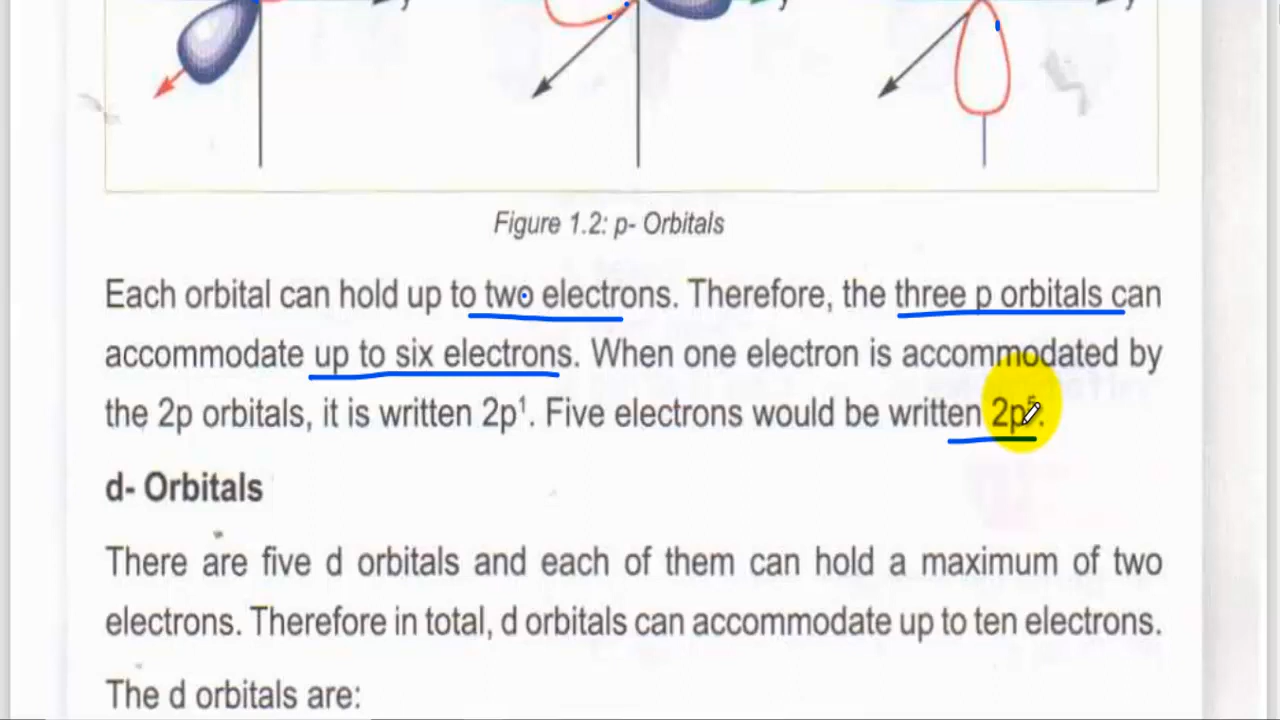 Figure 1.2: p- Orbitals
Each orbital can hold up to two electrons. Therefore, the three p orbitals can
accommodate up to six electrons. When one electron is accommodated by
the 2p orbitals, it is written 2p¹. Five electrons would be written 2p⁵.
d- Orbitals
There are five d orbitals and each of them can hold a maximum of two
electrons. Therefore in total, d orbitals can accommodate up to ten electrons.
The d orbitals are: